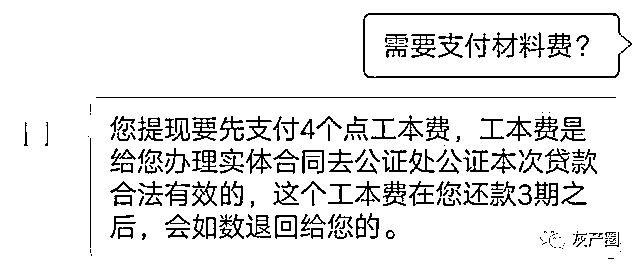 需要支付材料费？
您提现要先支付4个点工本费，工本费是
给您办理实体合同去公证处公证本次贷款
合法有效的，这个工本费在您还款3期之
后，会如数退回给您的。
灰产圈